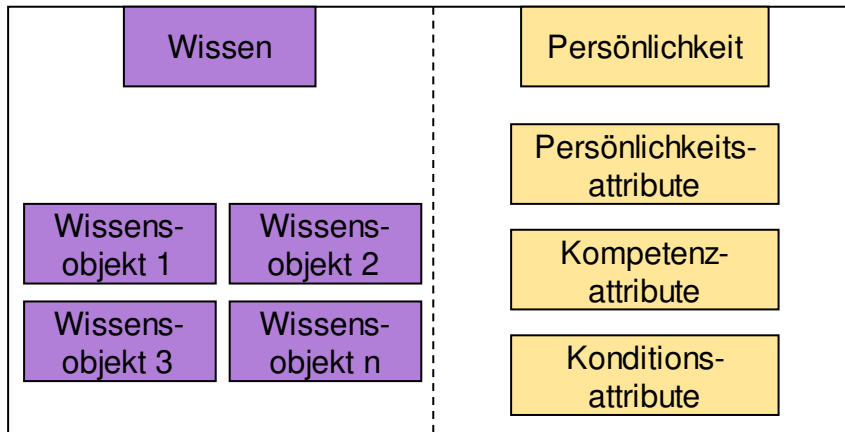 Wissen
Wissens-
objekt 1
Wissens-
objekt 2
Wissens-
objekt 3
Wissens-
objekt n
Persönlichkeit
Persönlichkeits-
attribute
Kompetenz-
attribute
Konditions-
attribute